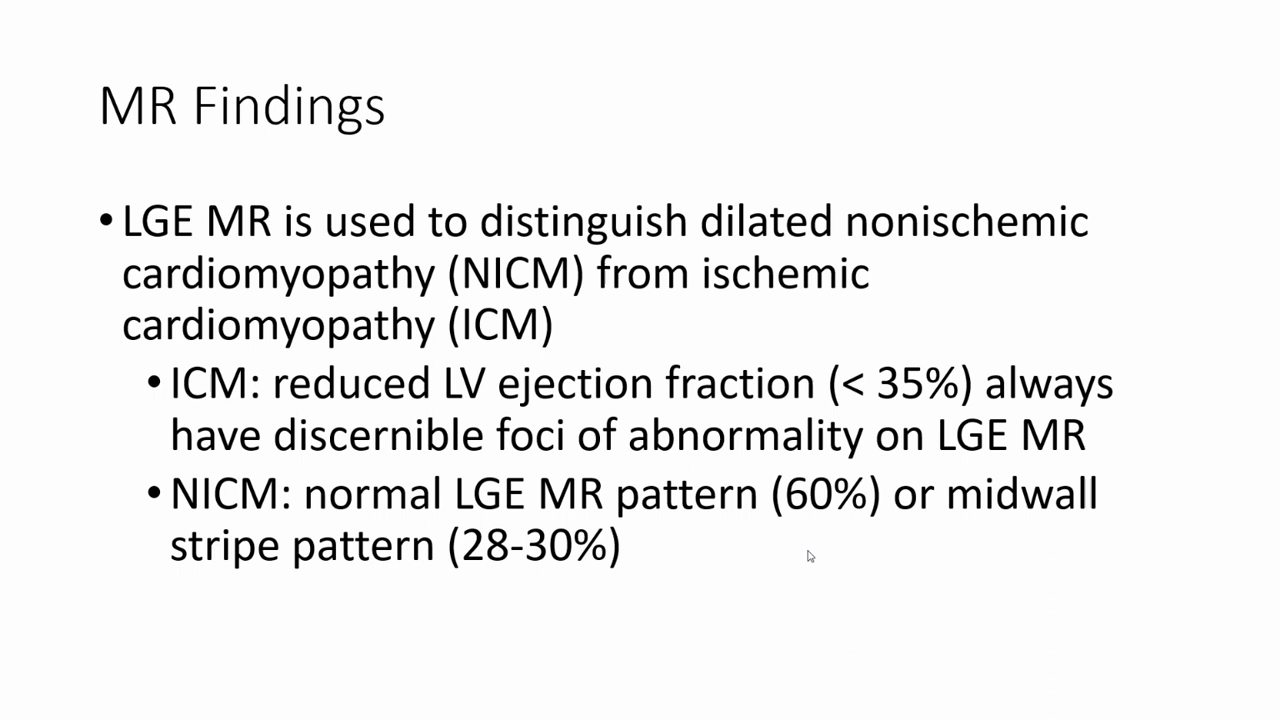 MR Findings
• LGE MR is used to distinguish dilated nonischemic
cardiomyopathy (NICM) from ischemic
cardiomyopathy (ICM)
• ICM: reduced LV ejection fraction (< 35%) always
have discernible foci of abnormality on LGE MR
• NICM: normal LGE MR pattern (60%) or midwall
stripe pattern (28-30%)